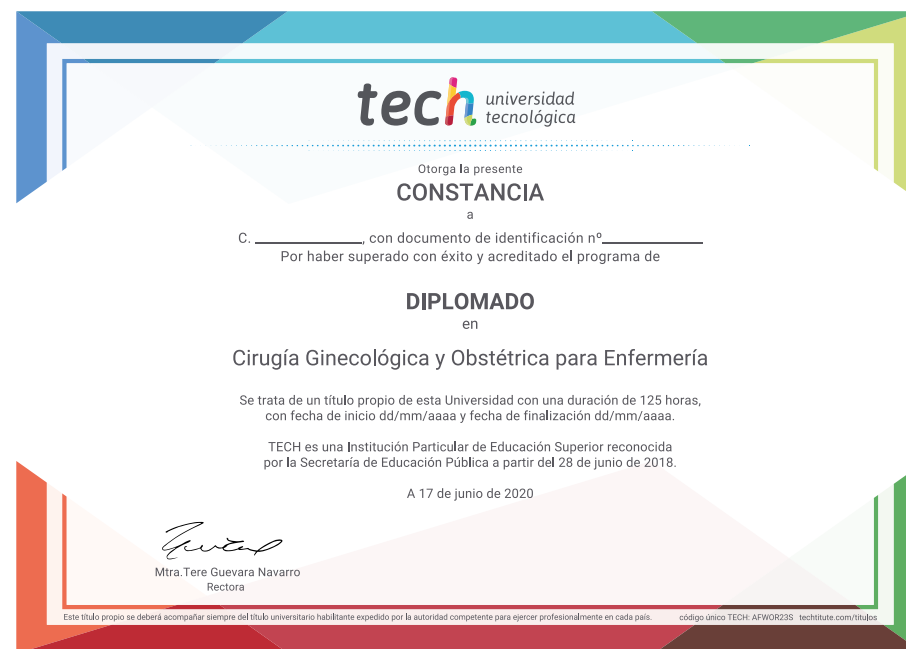 tech universidad
tecnológica
Otorga la presente
CONSTANCIA
a
C. ____________, con documento de identificación nº____________
Por haber superado con éxito y acreditado el programa de
DIPLOMADO
en
Cirugía Ginecológica y Obstétrica para Enfermería
Se trata de un título propio de esta Universidad con una duración de 125 horas,
con fecha de inicio dd/mm/aaaa y fecha de finalización dd/mm/aaaa.
TECH es una Institución Particular de Educación Superior reconocida
por la Secretaría de Educación Pública a partir del 28 de junio de 2018.
A 17 de junio de 2020
Mtra.Tere Guevara Navarro
Rectora
Este título propio se deberá acompañar siempre del título universitario habilitante expedido por la autoridad competente para ejercer profesionalmente en cada país. código único TECH: AFWOR23S techtitute.com/titulos